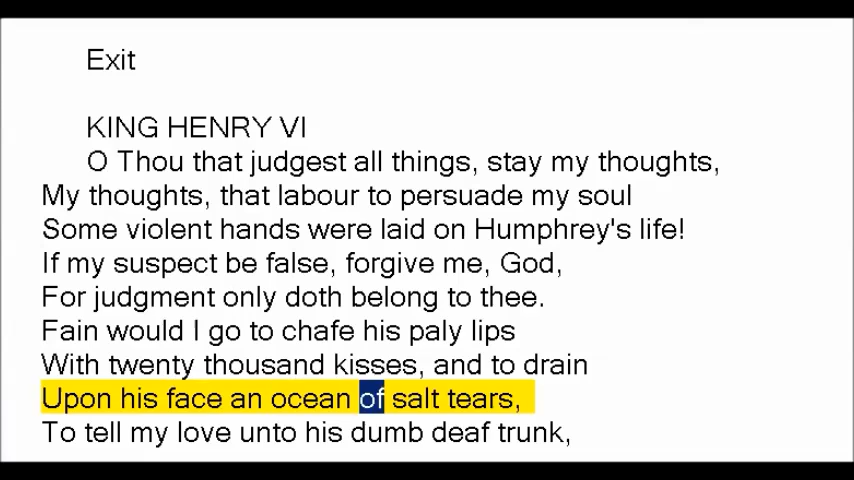 Exit
KING HENRY VI
O Thou that judgest all things, stay my thoughts,
My thoughts, that labour to persuade my soul
Some violent hands were laid on Humphrey's life!
If my suspect be false, forgive me, God,
For judgment only doth belong to thee.
Fain would I go to chafe his paly lips
With twenty thousand kisses, and to drain
Upon his face an ocean of salt tears,
To tell my love unto his dumb deaf trunk,